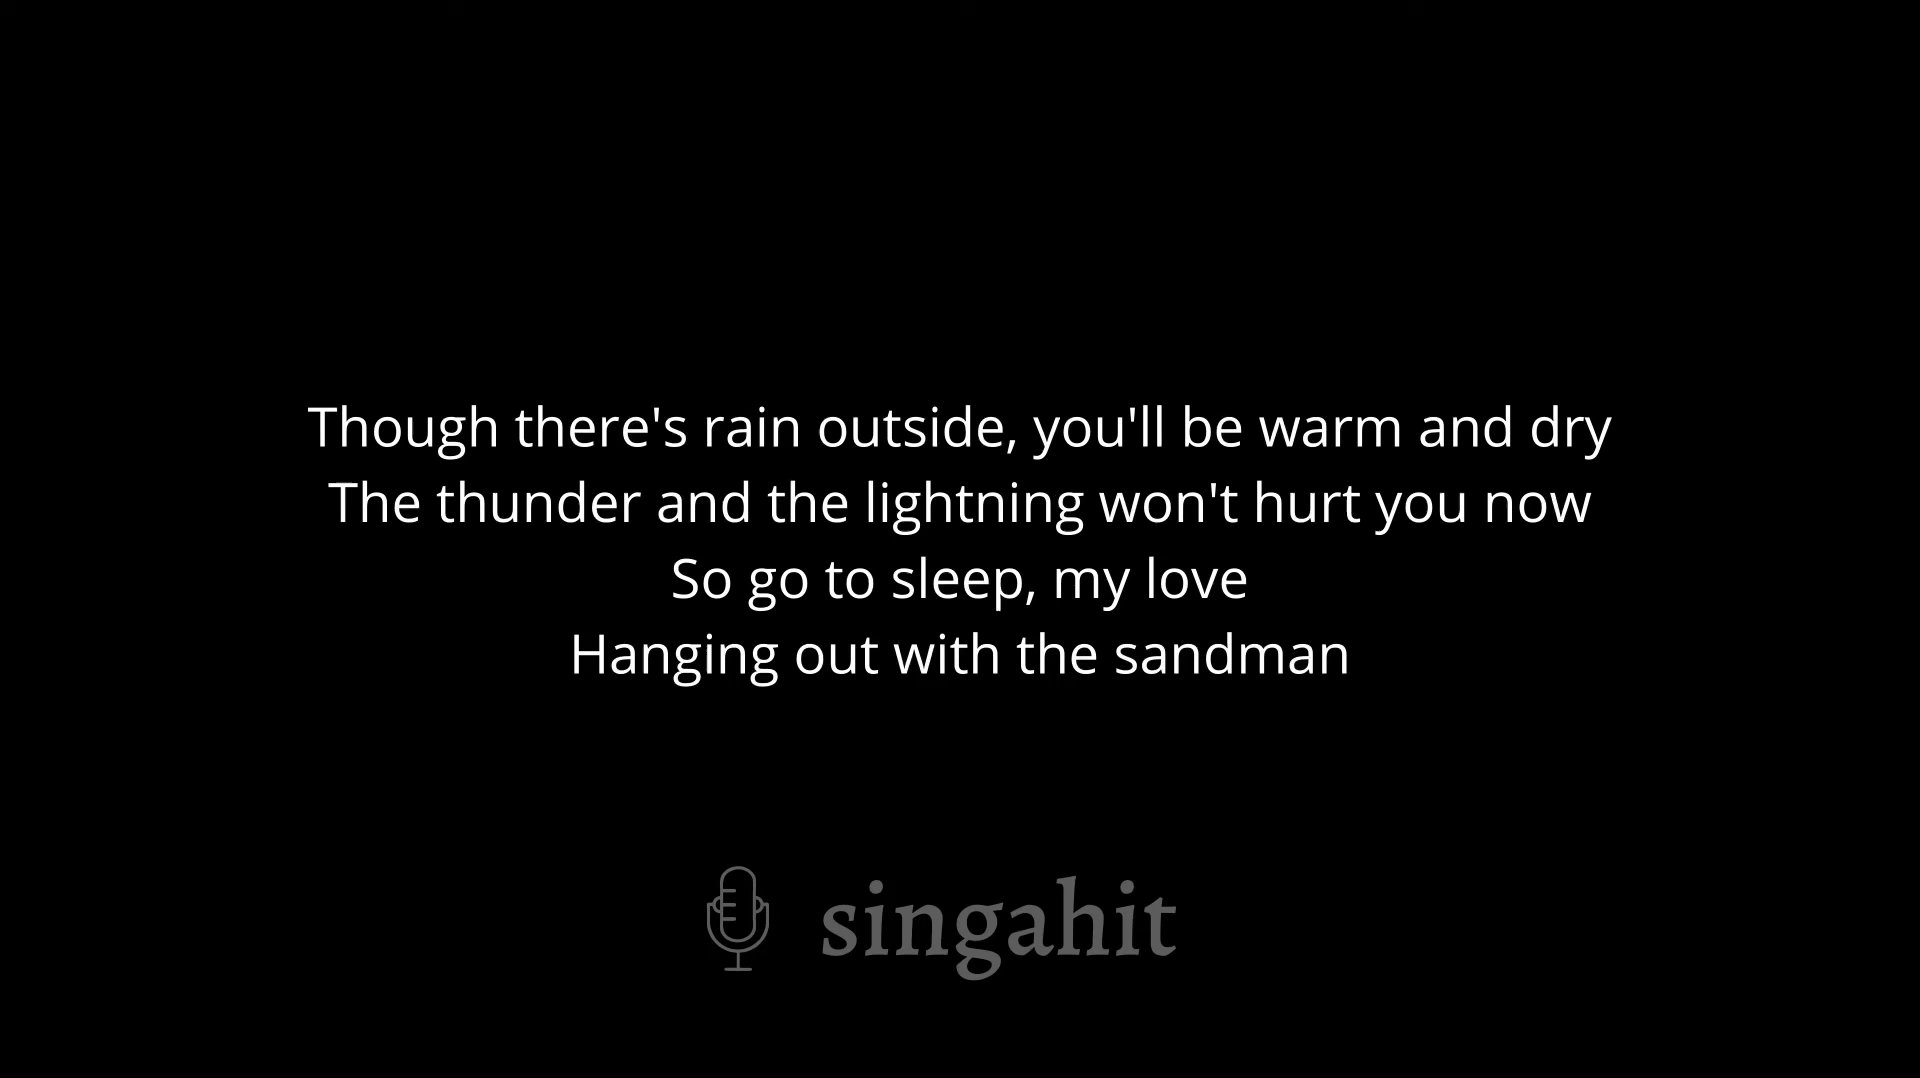 Though there's rain outside, you'll be warm and dry
The thunder and the lightning won't hurt you now
So go to sleep, my love
Hanging out with the sandman
singahit